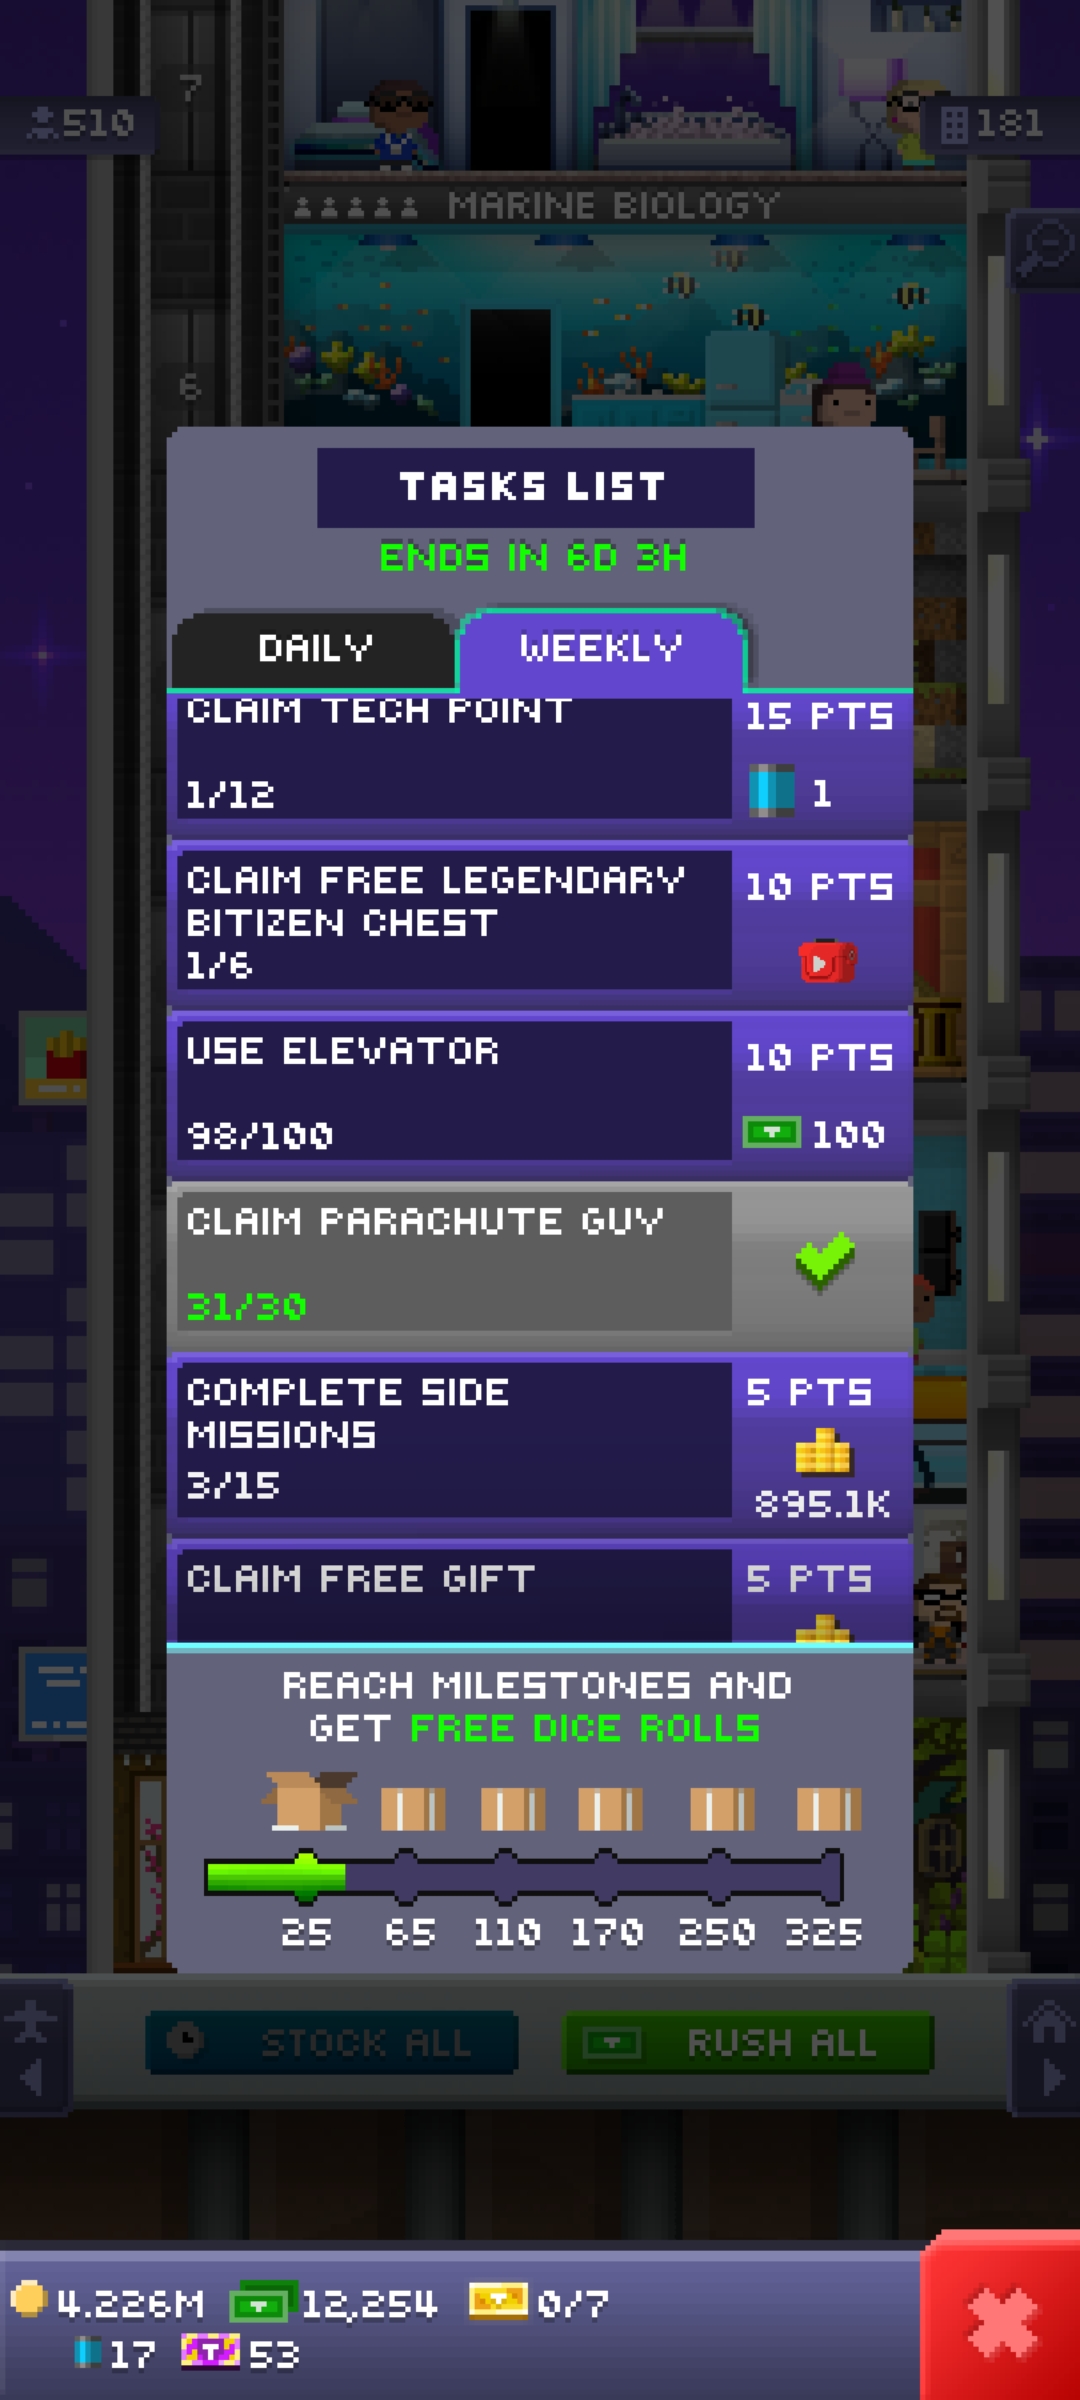 7
510
181
MARINE BIOLOGY
6
TASKS LIST
ENDS IN 6D 3H
DAILY
WEEKLY
CLAIM TECH POINT
15 PTS
1/12
1
CLAIM FREE LEGENDARY
BITIZEN CHEST
10 PTS
1/6
USE ELEVATOR
10 PTS
98/100
100
CLAIM PARACHUTE GUY
31/30
COMPLETE SIDE
MISSIONS
5 PTS
3/15
895.1K
CLAIM FREE GIFT
5 PTS
REACH MILESTONES AND
GET FREE DICE ROLLS
25 65 110 170 250 325
STOCK ALL
RUSH ALL
4.226M 12,254 0/7
17 53